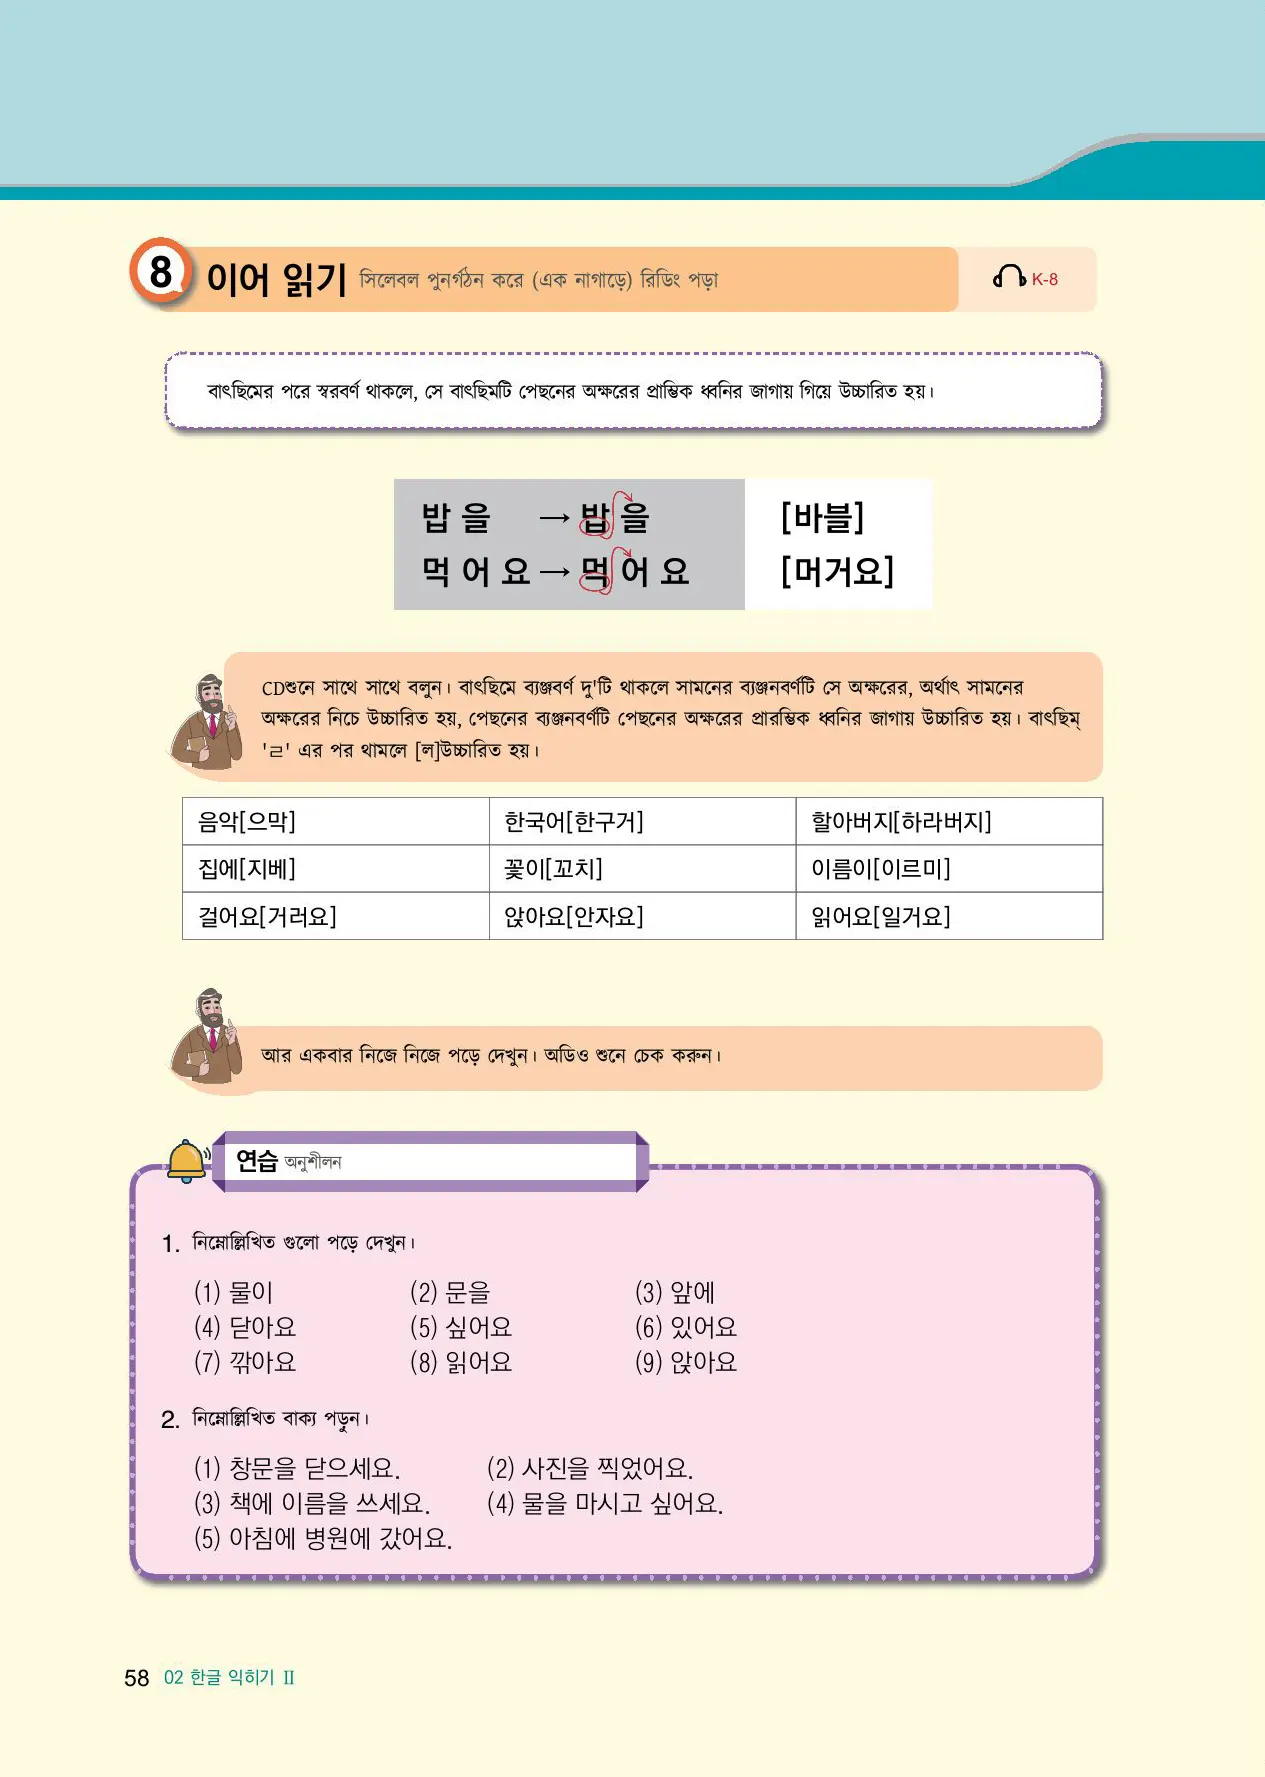 8 이어 읽기 সিলেবল পুনর্গঠন করে (এক নাগাড়ে) রিডিং পড়া K-8
বাৎছিমের পরে স্বরবর্ণ থাকলে, সে বাৎছিমটি পেছনের অক্ষরের প্রান্তিক ধ্বনির জাগায় গিয়ে উচ্চারিত হয়।
밥 을 → 밥 을 [바블]
먹 어 요 → 먹 어 요 [머거요]
CDশুনে সাথে সাথে বলুন। বাৎছিমে ব্যঞ্জবর্ণ দু'টি থাকলে সামনের ব্যঞ্জনবর্ণটি সে অক্ষরের, অর্থাৎ সামনের
অক্ষরের নিচে উচ্চারিত হয়, পেছনের ব্যঞ্জনবর্ণটি পেছনের অক্ষরের প্রারম্ভিক ধ্বনির জাগায় উচ্চারিত হয়। বাৎছিম্
'ㄹ' এর পর থামলে [ল]উচ্চারিত হয়।
음악[으막] 한국어[한구거] 할아버지[하라버지]
집에[지베] 꽃이[꼬치] 이름이[이르미]
걸어요[거러요] 앉아요[안자요] 읽어요[일거요]
আর একবার নিজে নিজে পড়ে দেখুন। অডিও শুনে চেক করুন।
연습 অনুশীলন
1. নিম্নোল্লিখিত গুলো পড়ে দেখুন।
(1) 물이 (2) 문을 (3) 앞에
(4) 닫아요 (5) 싶어요 (6) 있어요
(7) 깎아요 (8) 읽어요 (9) 앉아요
2. নিম্নোল্লিখিত বাক্য পড়ুন।
(1) 창문을 닫으세요. (2) 사진을 찍었어요.
(3) 책에 이름을 쓰세요. (4) 물을 마시고 싶어요.
(5) 아침에 병원에 갔어요.
58 02 한글 익히기 Ⅱ